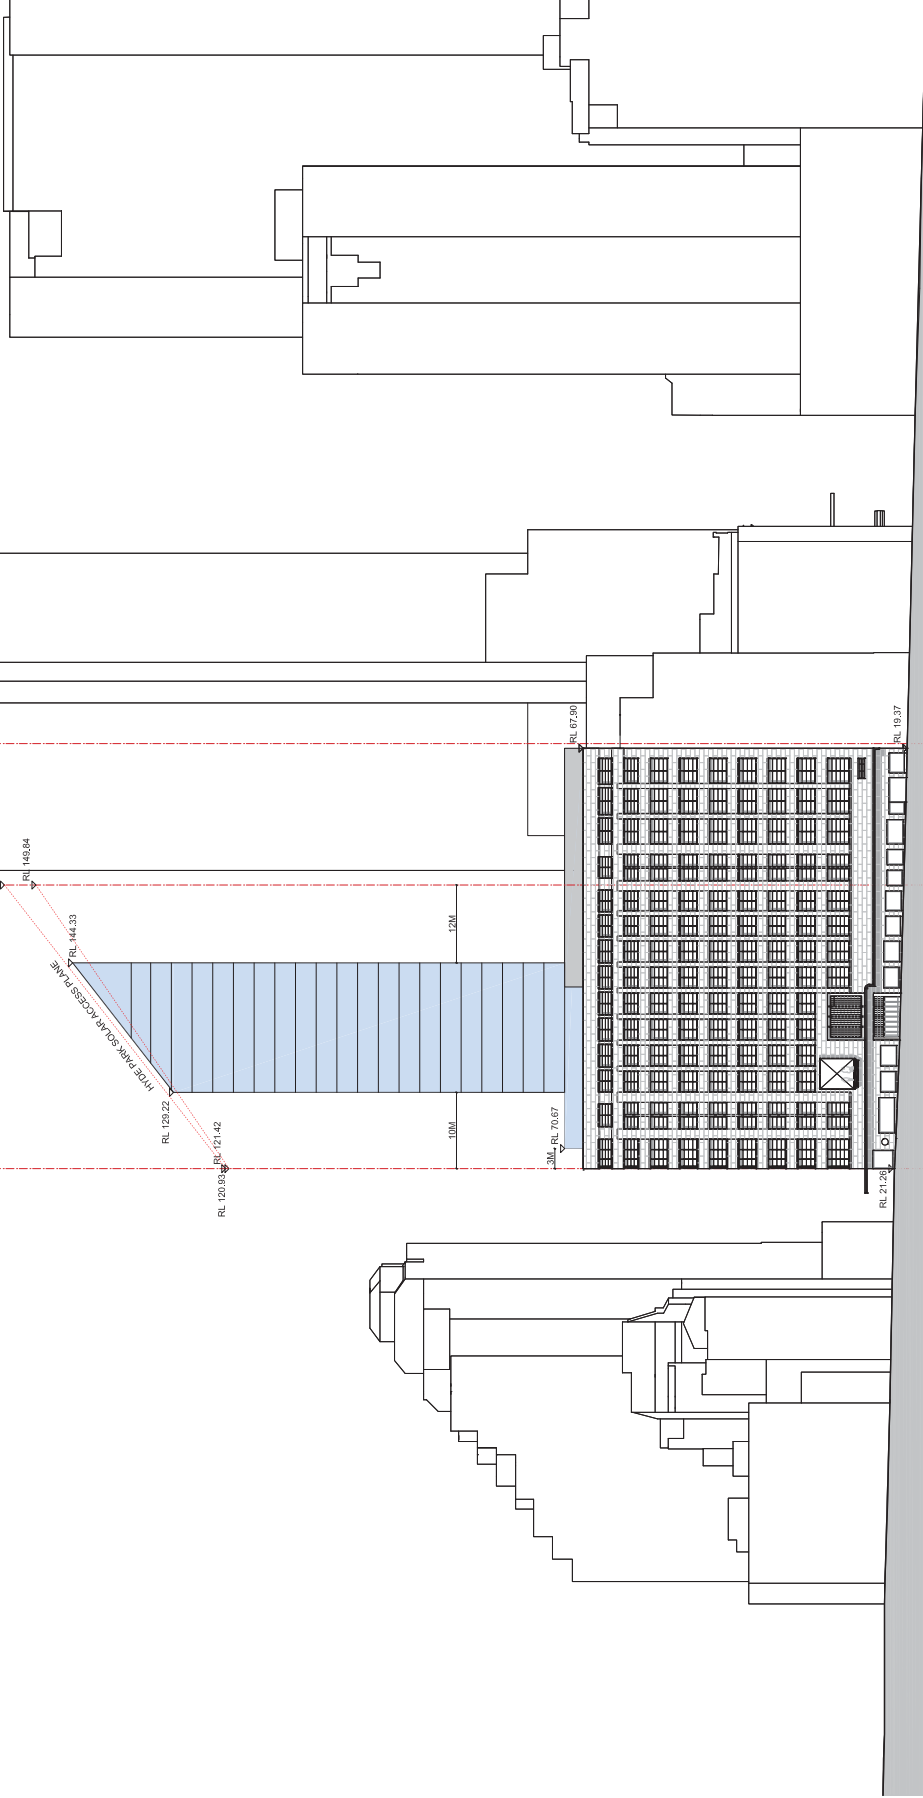 RL 149.84
RL 144.33
HYDE PARK SOLAR ACCESS PLANE
RL 129.22
RL 121.42
RL 120.93
12M
10M
3M
RL 70.67
RL 67.90
RL 19.37
RL 21.26